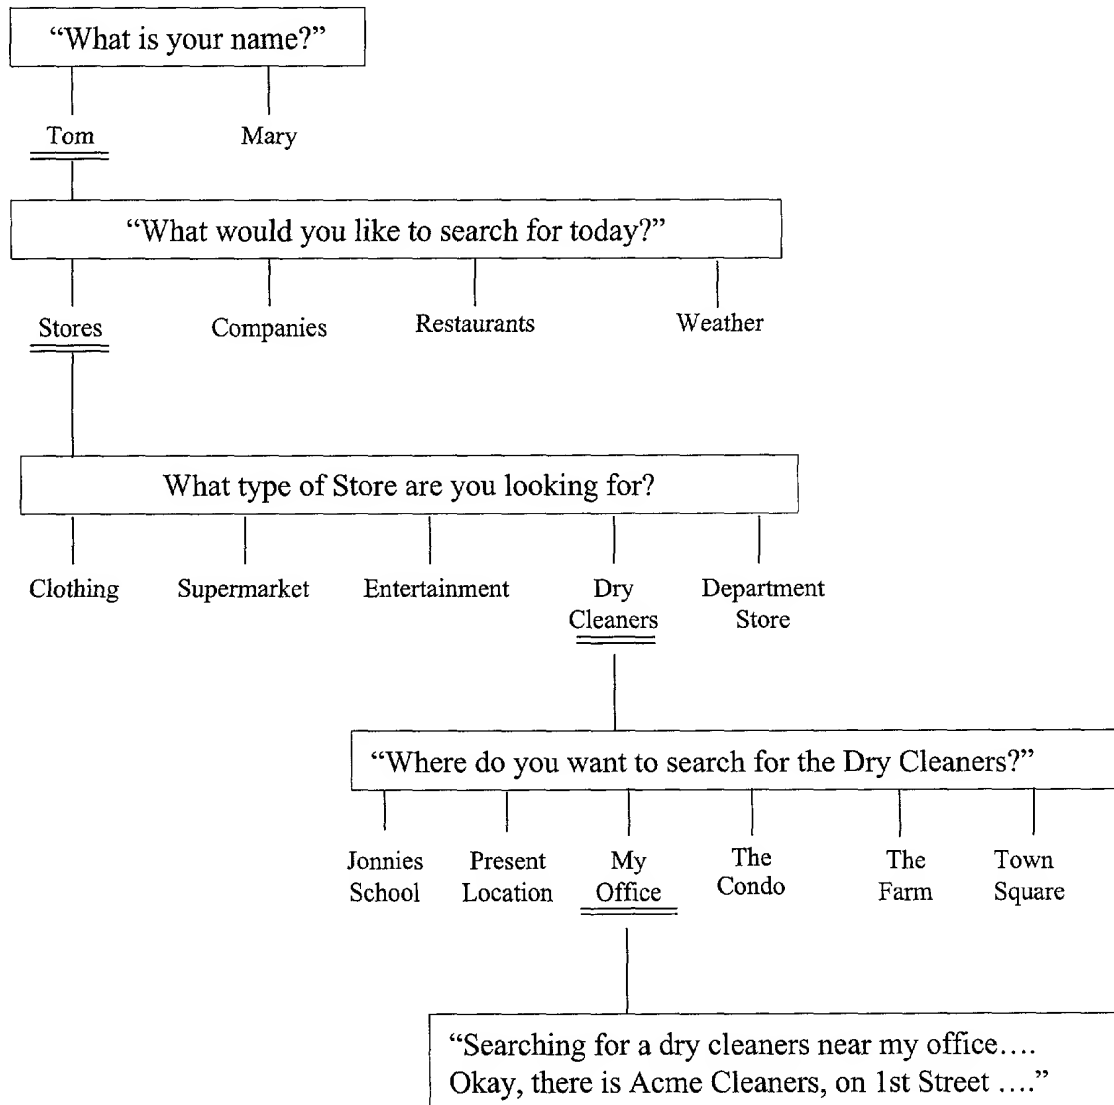 “What is your name?”
Tom Mary
“What would you like to search for today?”
Stores Companies Restaurants Weather
What type of Store are you looking for?
Clothing Supermarket Entertainment Dry Cleaners Department Store
“Where do you want to search for the Dry Cleaners?”
Jonnies School Present Location My Office The Condo The Farm Town Square
“Searching for a dry cleaners near my office....
Okay, there is Acme Cleaners, on 1st Street ....”